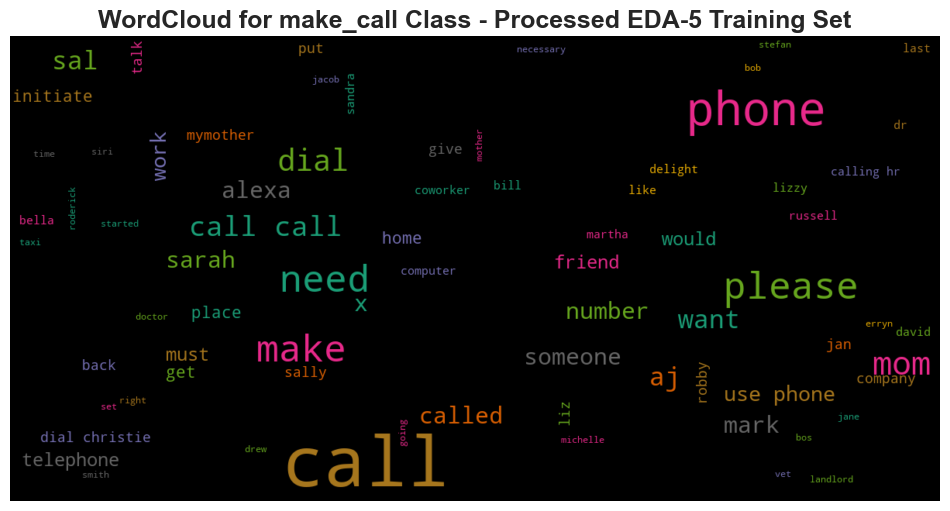 WordCloud for make_call Class - Processed EDA-5 Training Set
put
necessary
stefan
last
sal
talk
bob
jacob
sandra
initiate
phone
dr
work
mymother
give
mother
time
siri
dial
delight
calling hr
alexa
coworker
bill
like
lizzy
roderick
bella
started
call call
russell
taxi
home
martha
would
sarah
friend
computer
need
please
x
place
number
want
doctor
erryn
david
make
someone
jan
must
back
get
sally
aj
robby
mom
company
set
right
called
liz
use phone
mark
jane
dial christie
going
michelle
bos
drew
call
telephone
smith
vet
landlord